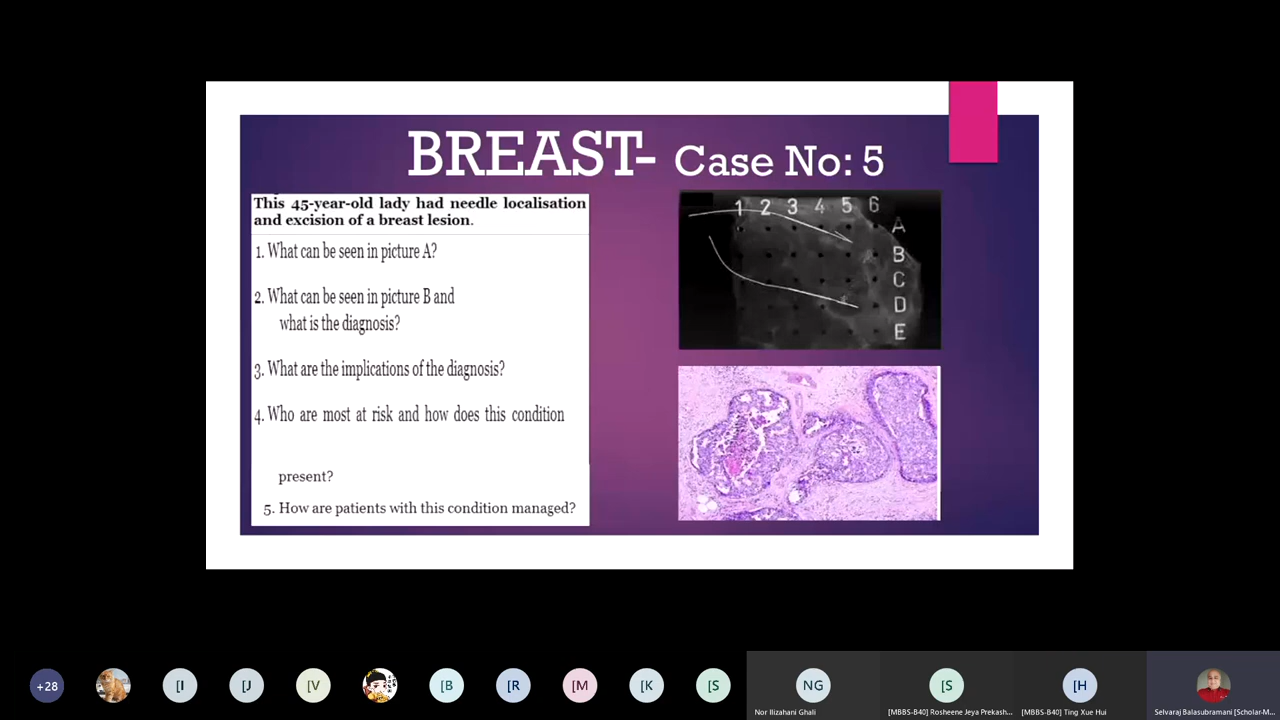 BREAST- Case No: 5
This 45-year-old lady had needle localisation
and excision of a breast lesion.
1. What can be seen in picture A?
2. What can be seen in picture B and
what is the diagnosis?
3. What are the implications of the diagnosis?
4. Who are most at risk and how does this condition
present?
5. How are patients with this condition managed?
1 2 3 4 5 6
A
B
C
D
E
+28
[I
[J
[V
[B
[R
[M
[K
[S
NG
[S
[H
Nor Ilizahani Ghali
[MBBS-B40] Rosheene Jeya Prekash...
[MBBS-B40] Ting Xue Hui
Selvaraj Balasubramani [Scholar-M...